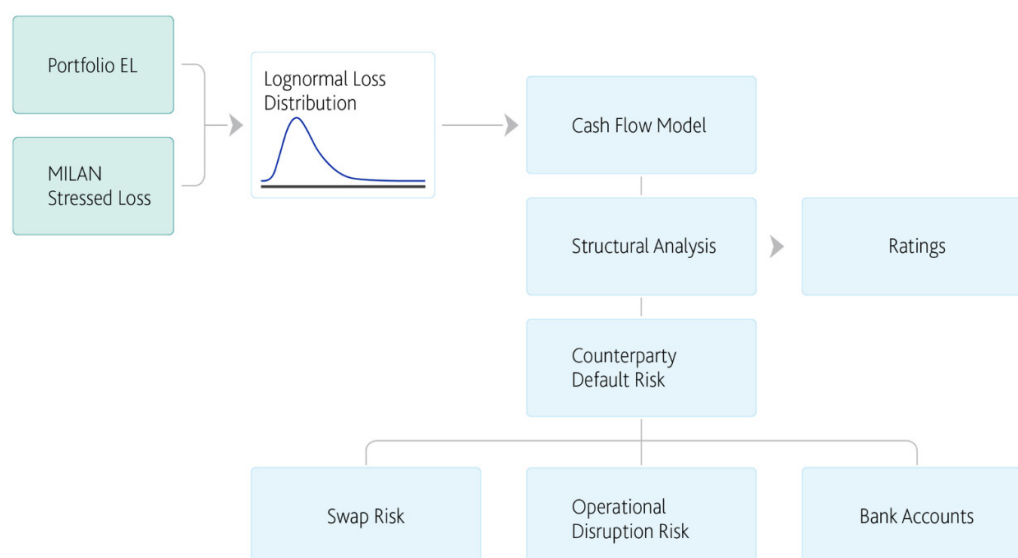 Portfolio EL
MILAN
Stressed Loss
Lognormal Loss
Distribution
Cash Flow Model
Structural Analysis
Ratings
Counterparty
Default Risk
Swap Risk
Operational
Disruption Risk
Bank Accounts